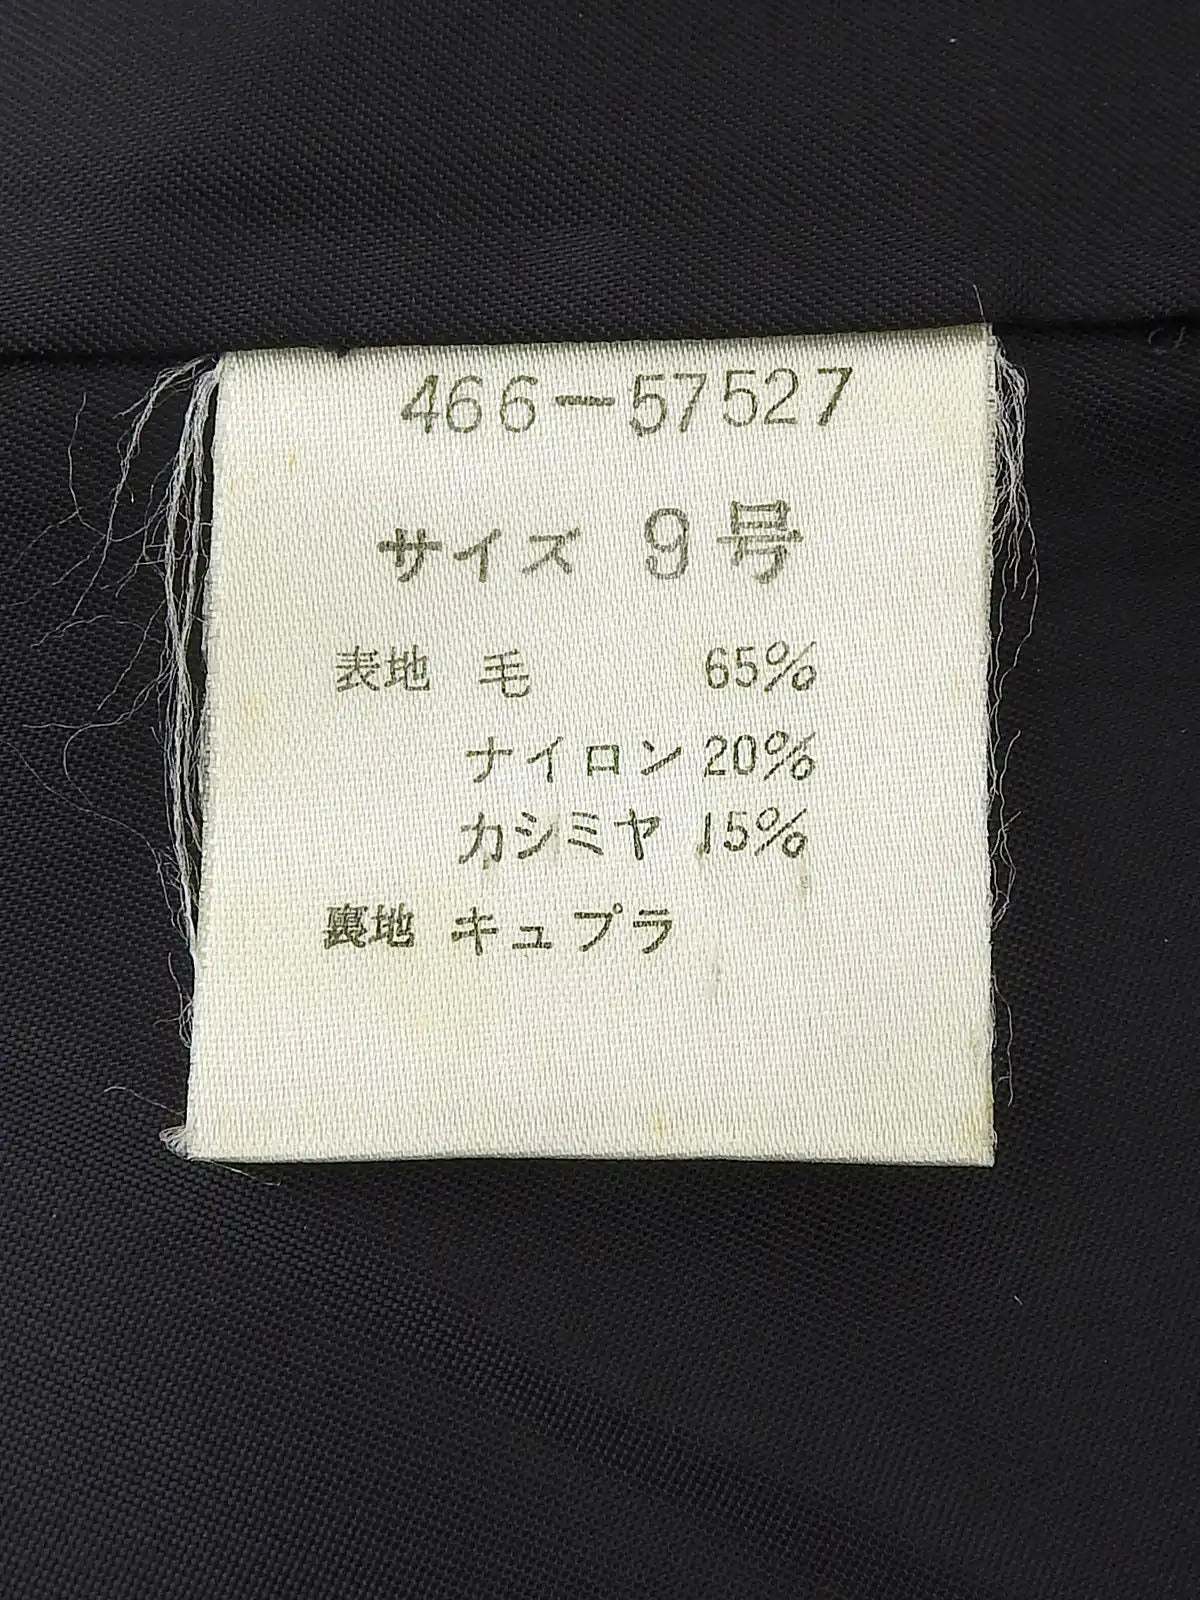 466-57527
サイズ 9号
表地 毛 65%
ナイロン 20%
カシミヤ 15%
裏地 キュプラ